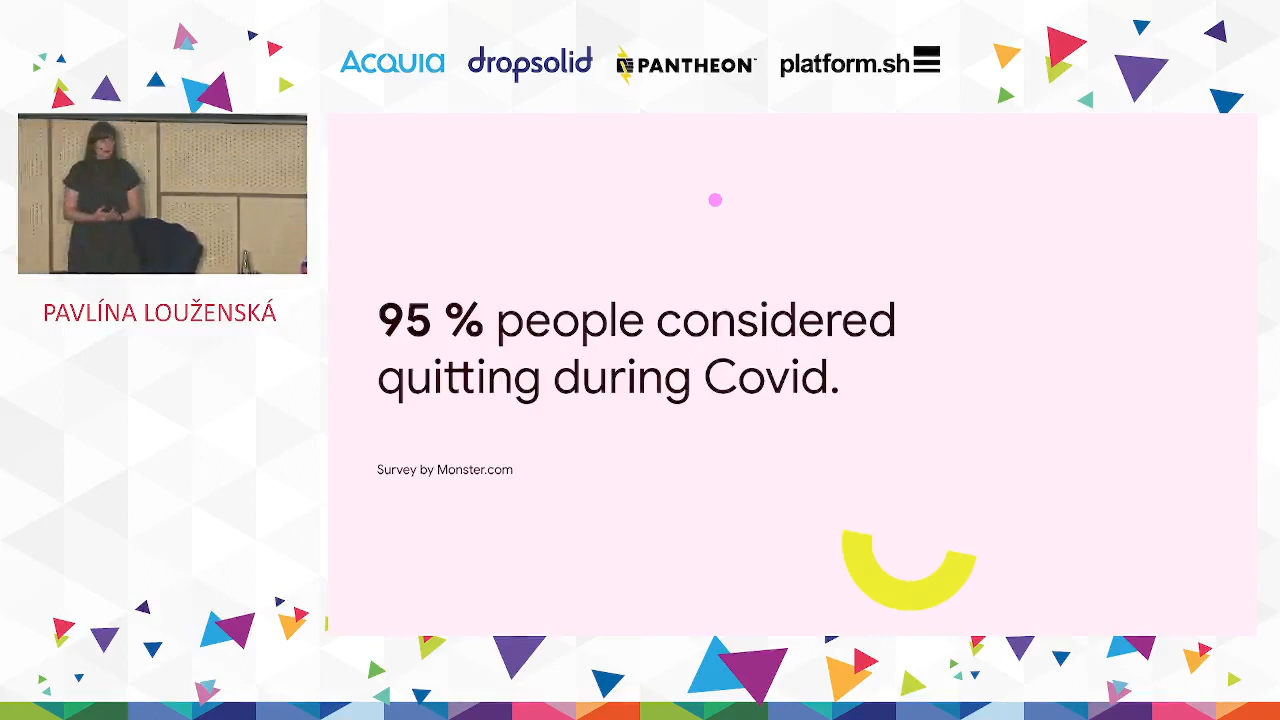 Acquia
dropsolid
PANTHEON
platform.sh
PAVLÍNA LOUŽENSKÁ
95 % people considered
quitting during Covid.
Survey by Monster.com